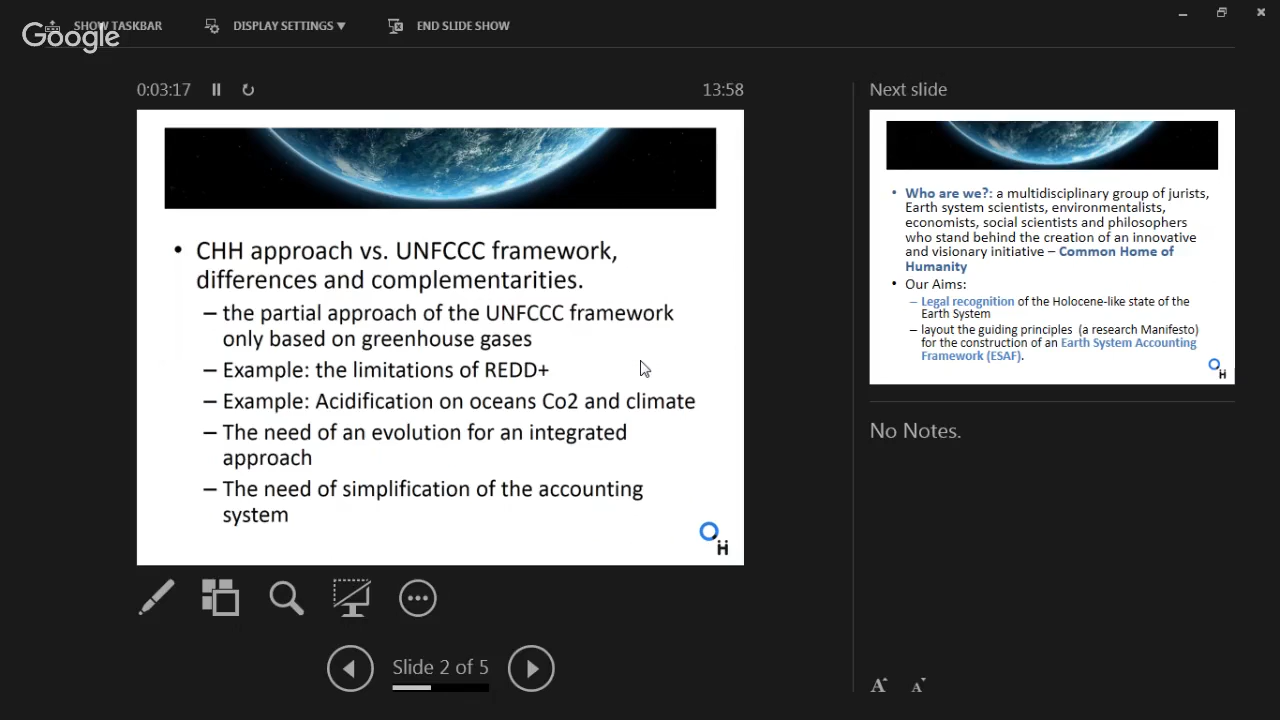 SHOW TASKBAR
DISPLAY SETTINGS
END SLIDE SHOW
Google
0:03:17
13:58
• CHH approach vs. UNFCCC framework,
differences and complementarities.
– the partial approach of the UNFCCC framework
only based on greenhouse gases
– Example: the limitations of REDD+
– Example: Acidification on oceans Co2 and climate
– The need of an evolution for an integrated
approach
– The need of simplification of the accounting
system
H
Slide 2 of 5
Next slide
• Who are we?: a multidisciplinary group of jurists,
Earth system scientists, environmentalists,
economists, social scientists and philosophers
who stand behind the creation of an innovative
and visionary initiative – Common Home of
Humanity
• Our Aims:
– Legal recognition of the Holocene-like state of the
Earth System
– layout the guiding principles (a research Manifesto)
for the construction of an Earth System Accounting
Framework (ESAF).
H
No Notes.
A A